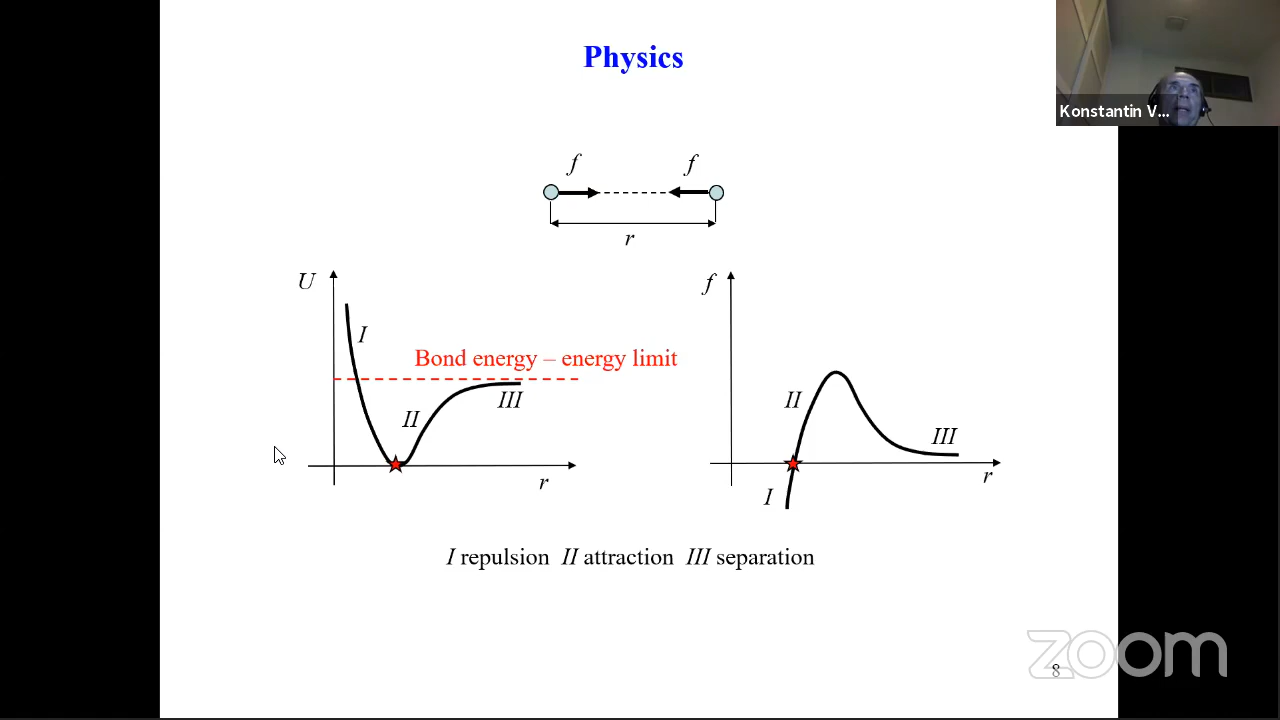 Physics
Konstantin V...
f f
r
U
I
Bond energy – energy limit
II
III
r
f
II
III
I
r
I repulsion II attraction III separation
zoom
8